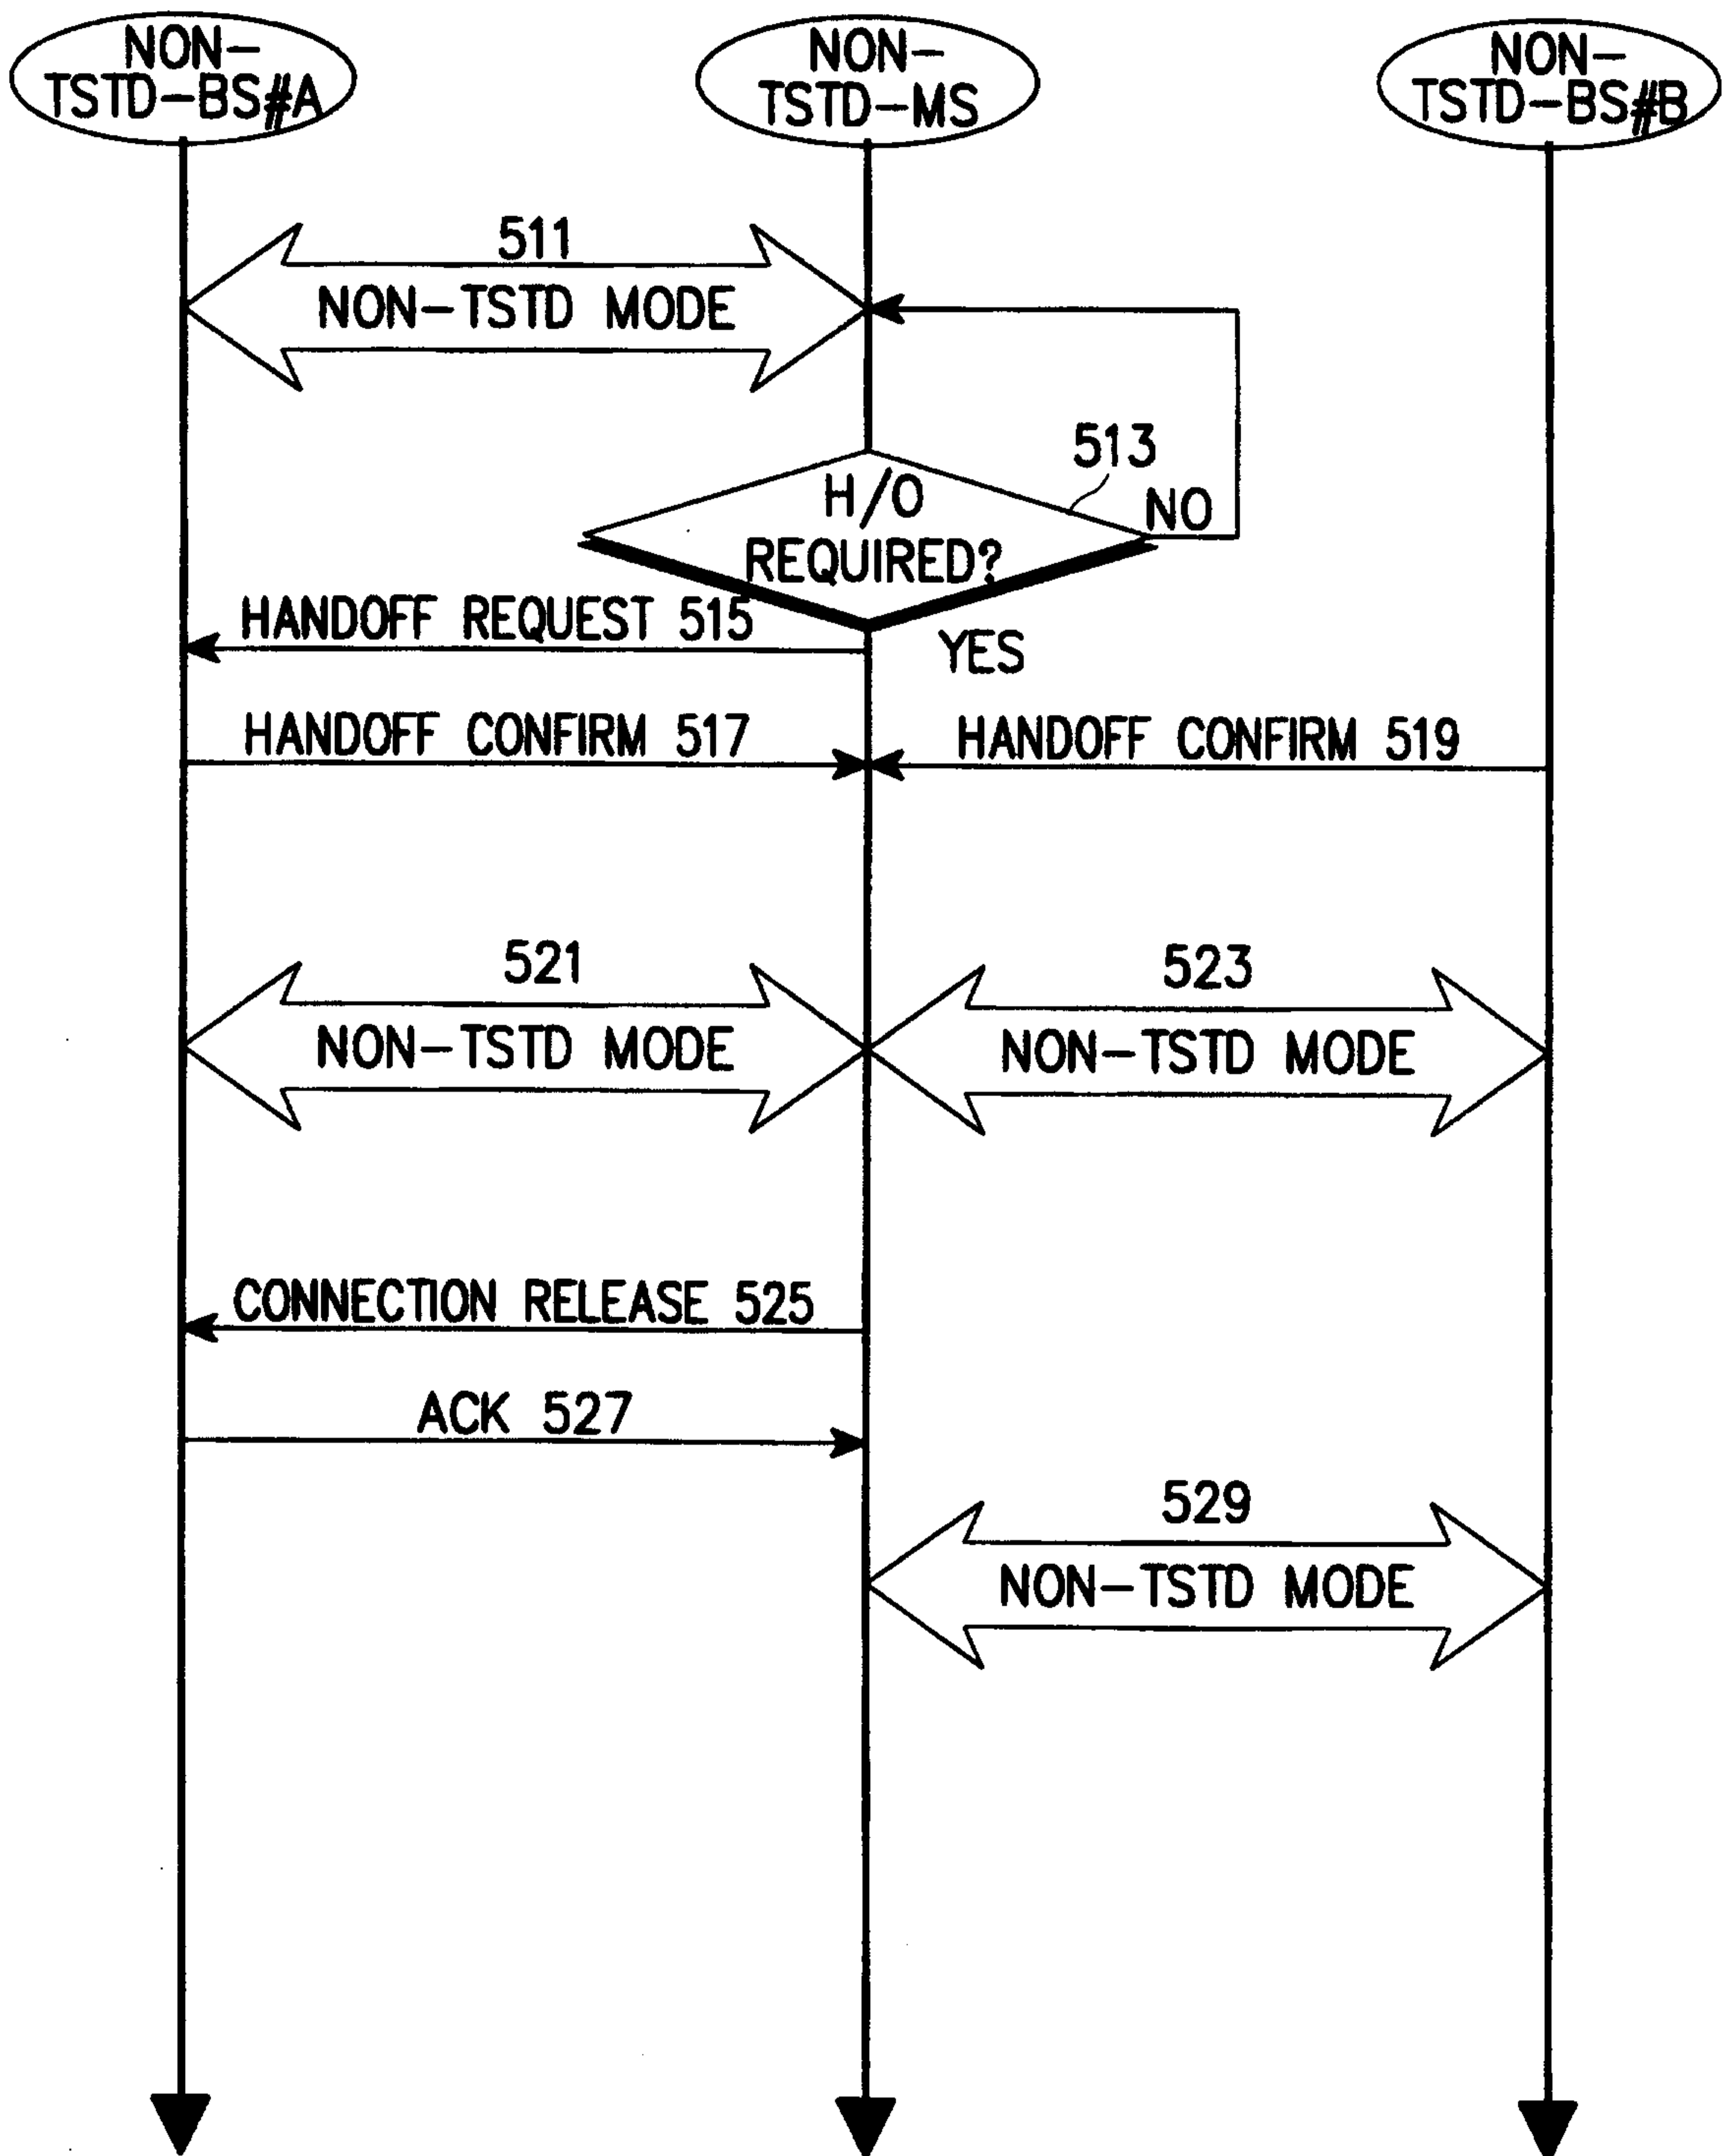 NON-
TSTD-BS#A
NON-
TSTD-MS
NON-
TSTD-BS#B
511
NON-TSTD MODE
513
H/O
REQUIRED?
NO
HANDOFF REQUEST 515
YES
HANDOFF CONFIRM 517
HANDOFF CONFIRM 519
521
NON-TSTD MODE
523
NON-TSTD MODE
CONNECTION RELEASE 525
ACK 527
529
NON-TSTD MODE